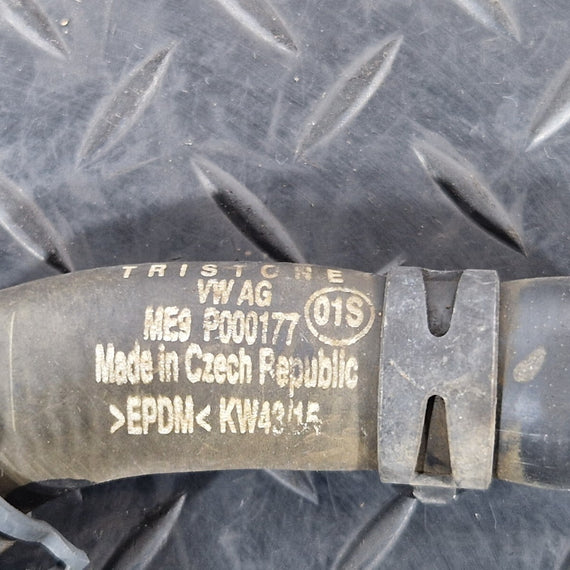 TRISTONE
VW AG
ME9 P000177 01S
Made in Czech Republic
>EPDM< KW43/15